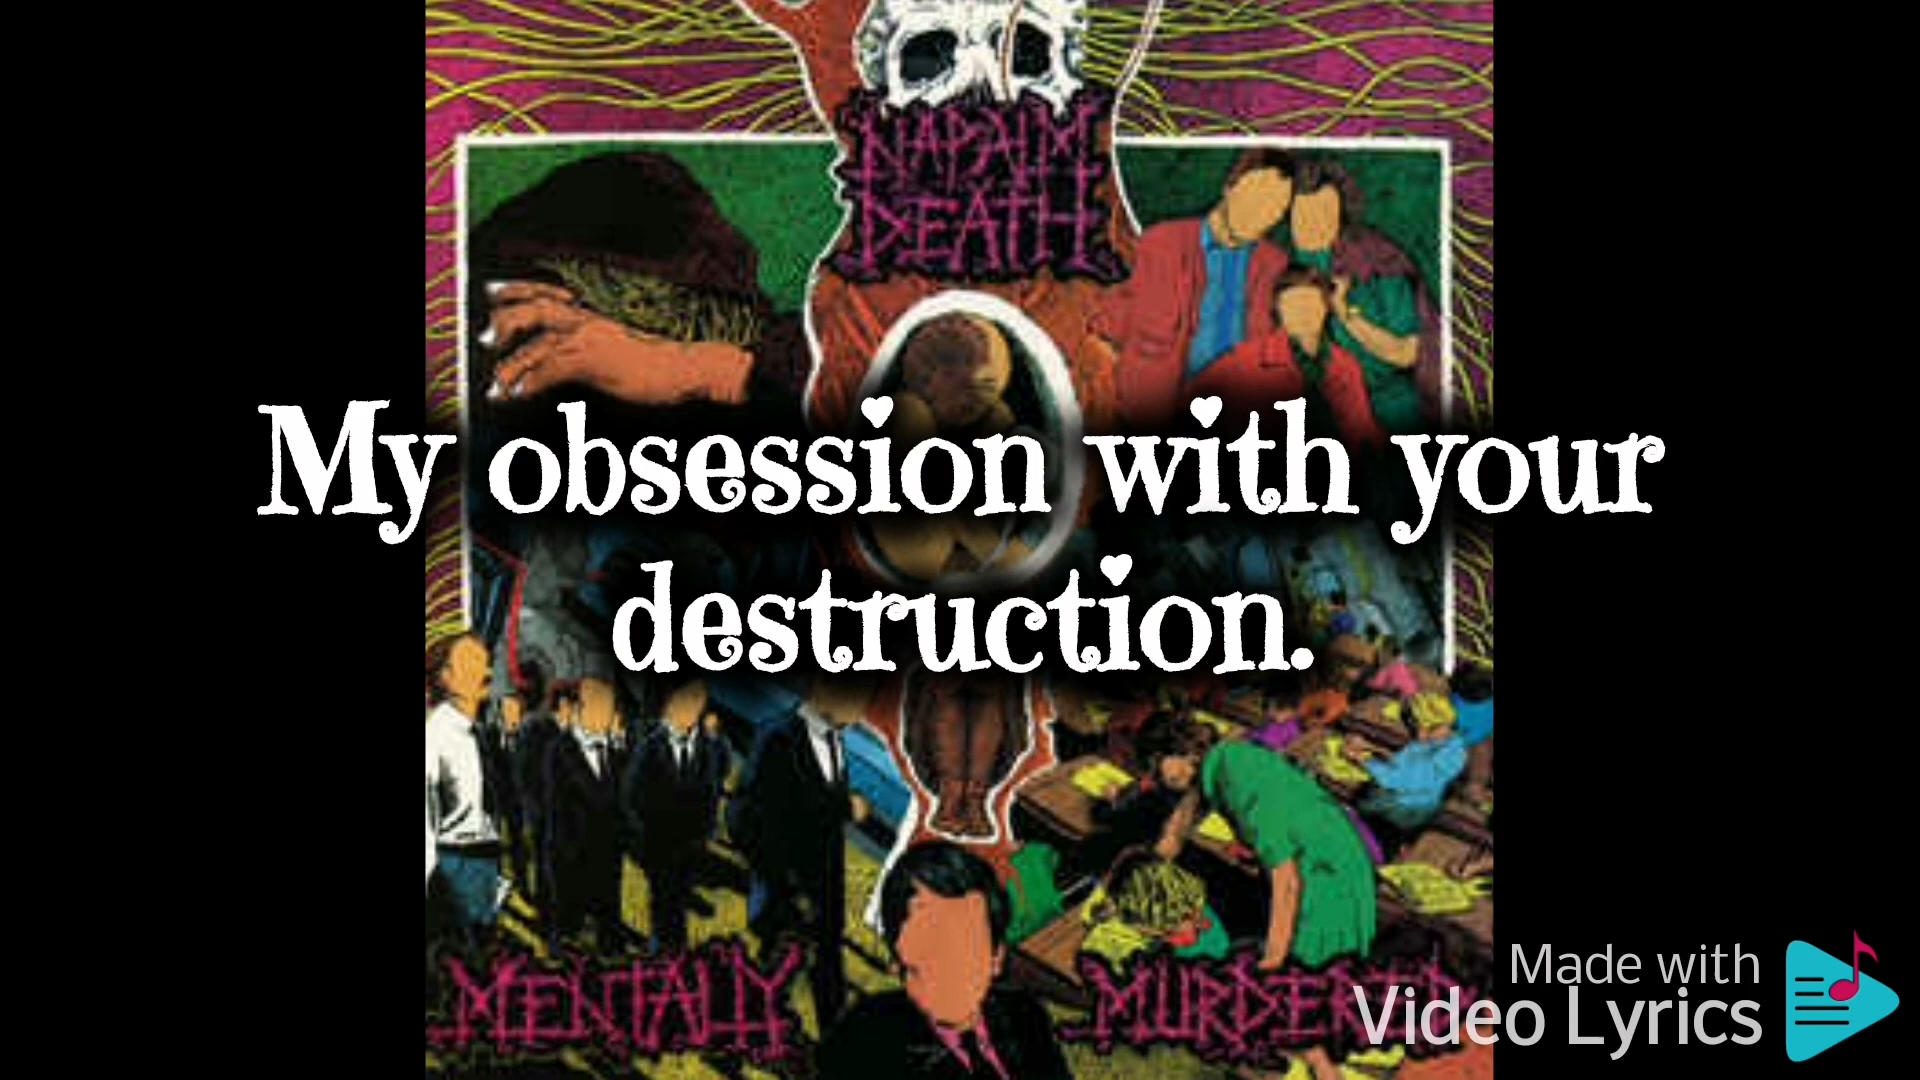 NAPALM
DEATH
My obsession with your
destruction.
MENTALLY
MURDERED
Made with
Video Lyrics